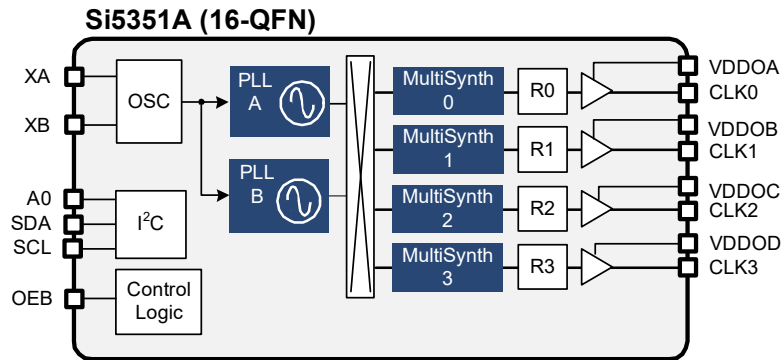 Si5351A (16-QFN)
XA
XB
OSC
PLL
A
PLL
B
A0
SDA
SCL
I²C
OEB
Control
Logic
MultiSynth
0
R0
MultiSynth
1
R1
MultiSynth
2
R2
MultiSynth
3
R3
VDDOA
CLK0
VDDOB
CLK1
VDDOC
CLK2
VDDOD
CLK3